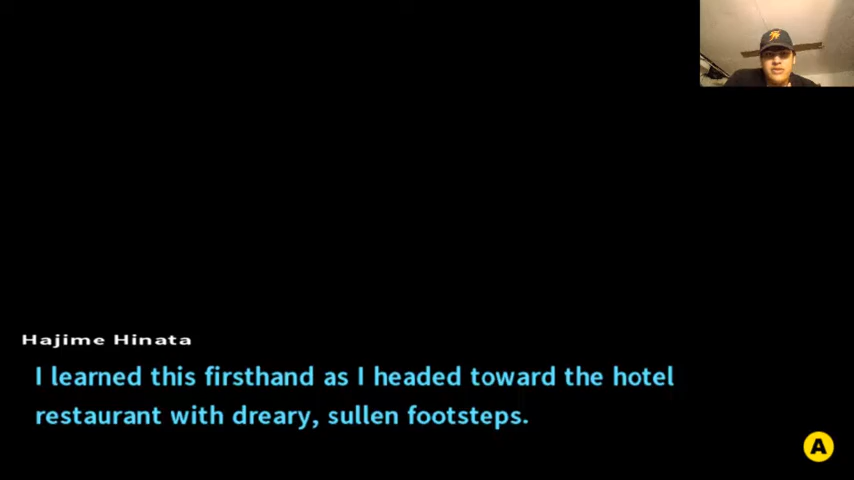 Hajime Hinata
I learned this firsthand as I headed toward the hotel
restaurant with dreary, sullen footsteps.
A